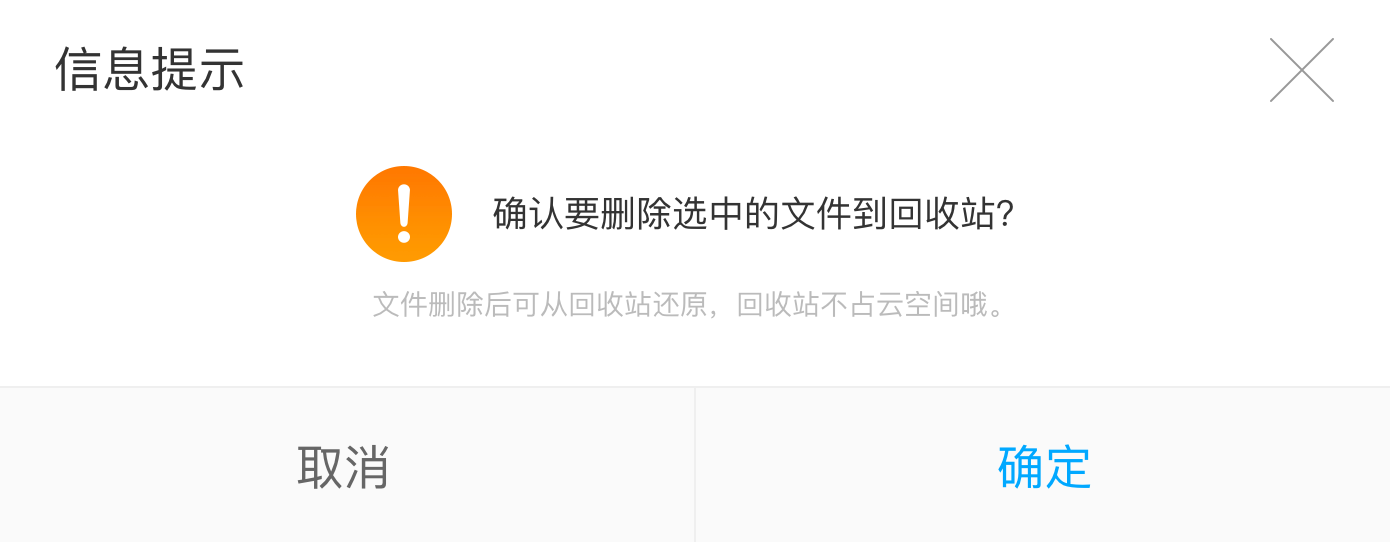 信息提示
确认要删除选中的文件到回收站?
文件删除后可从回收站还原，回收站不占云空间哦。
取消
确定